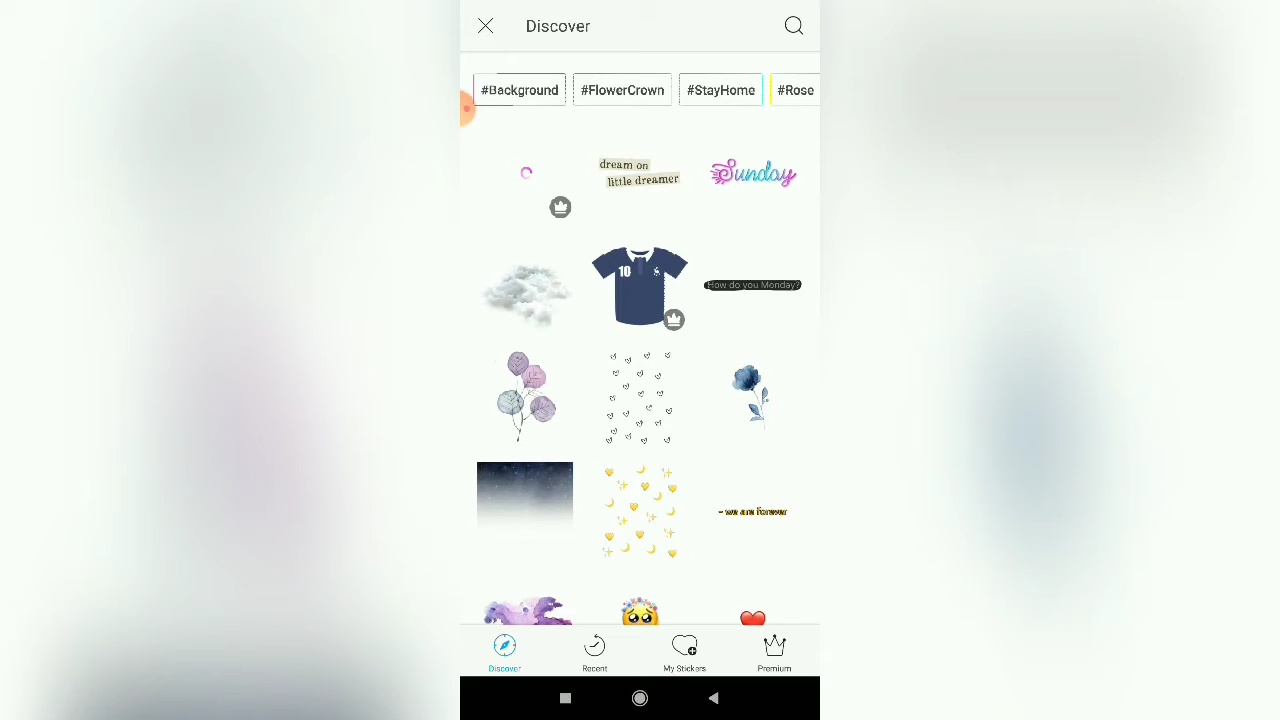 Discover
#Background #FlowerCrown #StayHome #Rose
dream on
little dreamer
Sunday
10
How do you Monday?
- we are forever
Discover Recent My Stickers Premium